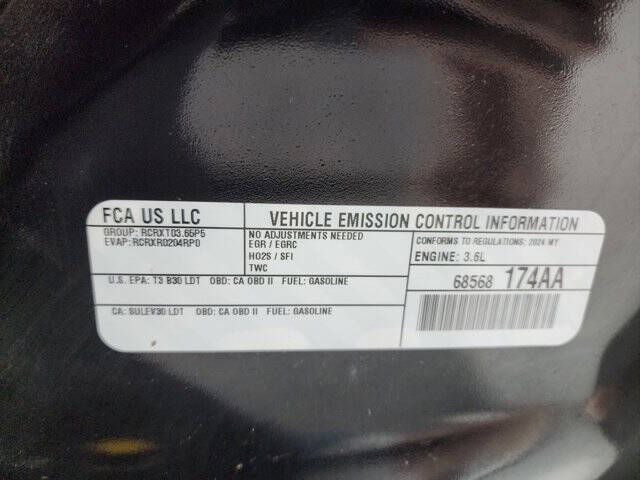 FCA US LLC
GROUP: RCRXT03.65P5
EVAP: RCRXR0204RP0
VEHICLE EMISSION CONTROL INFORMATION
NO ADJUSTMENTS NEEDED
EGR / EGRC
HO2S / SFI
TWC
CONFORMS TO REGULATIONS: 2024 MY
ENGINE: 3.6L
68568 174AA
U.S. EPA: T3 B30 LDT OBD: CA OBD II FUEL: GASOLINE
CA: SULEV30 LDT OBD: CA OBD II FUEL: GASOLINE